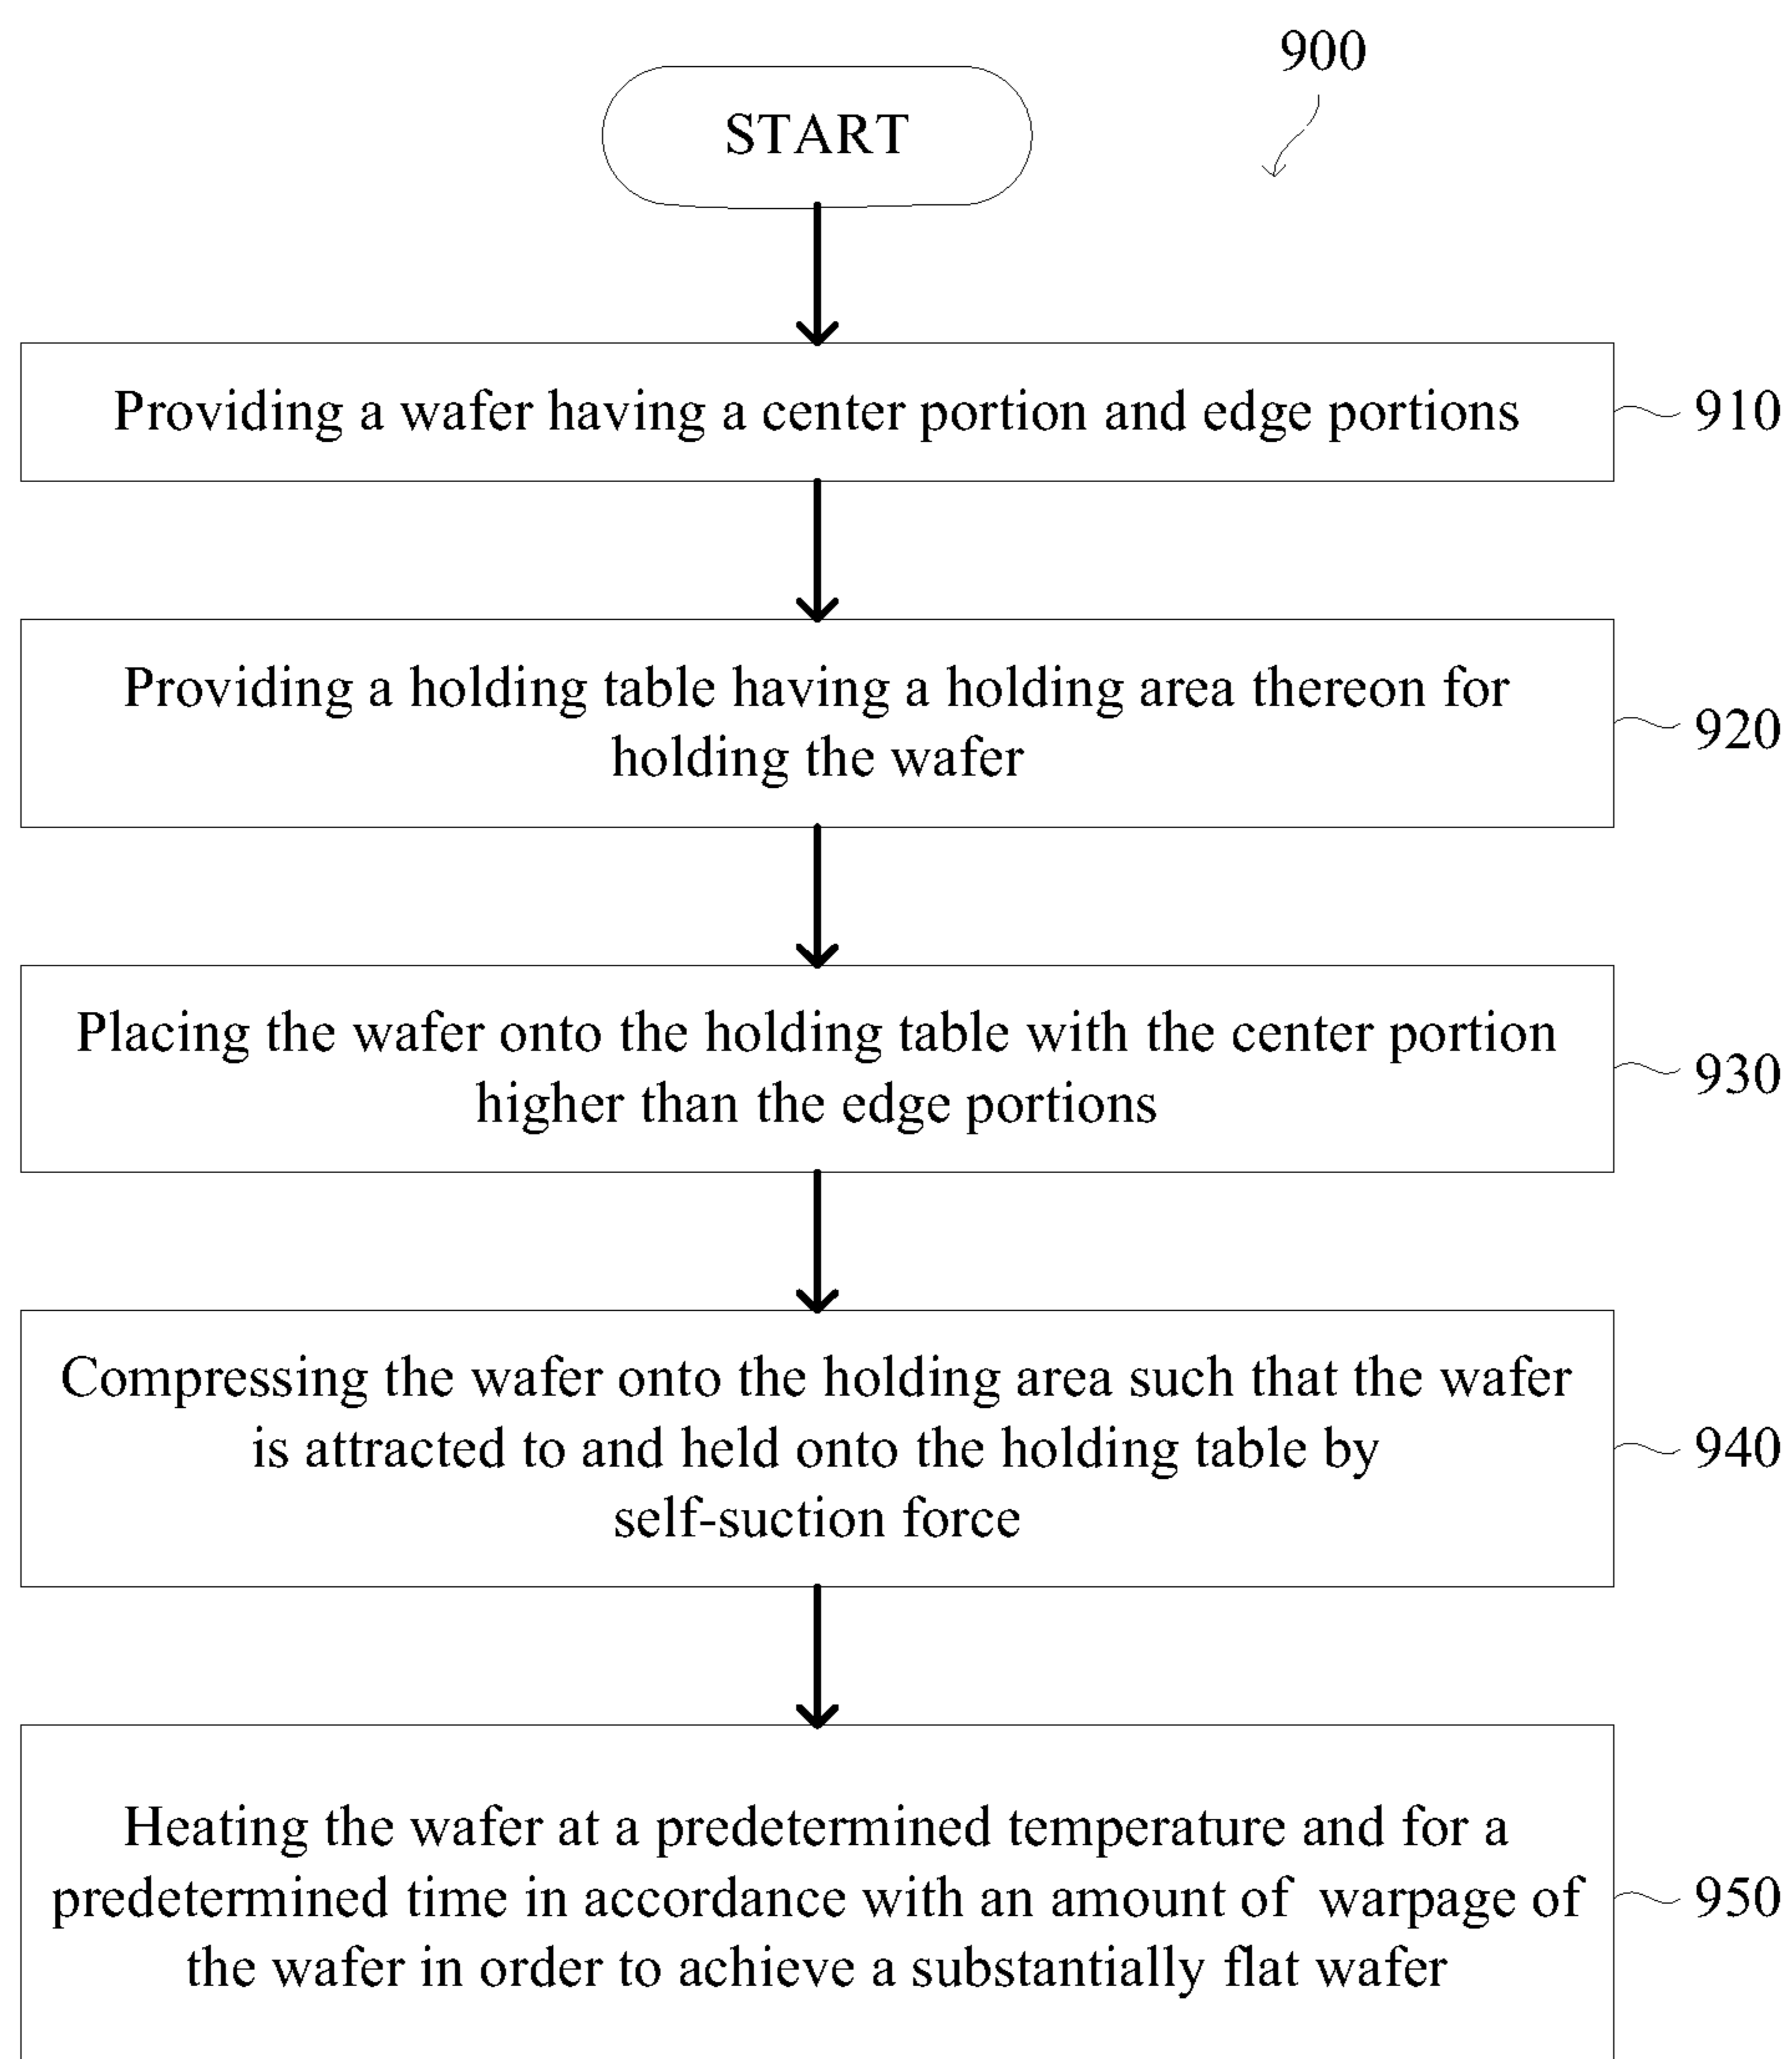 900
START
Providing a wafer having a center portion and edge portions
910
Providing a holding table having a holding area thereon for
holding the wafer
920
Placing the wafer onto the holding table with the center portion
higher than the edge portions
930
Compressing the wafer onto the holding area such that the wafer
is attracted to and held onto the holding table by
self-suction force
940
Heating the wafer at a predetermined temperature and for a
predetermined time in accordance with an amount of warpage of
the wafer in order to achieve a substantially flat wafer
950